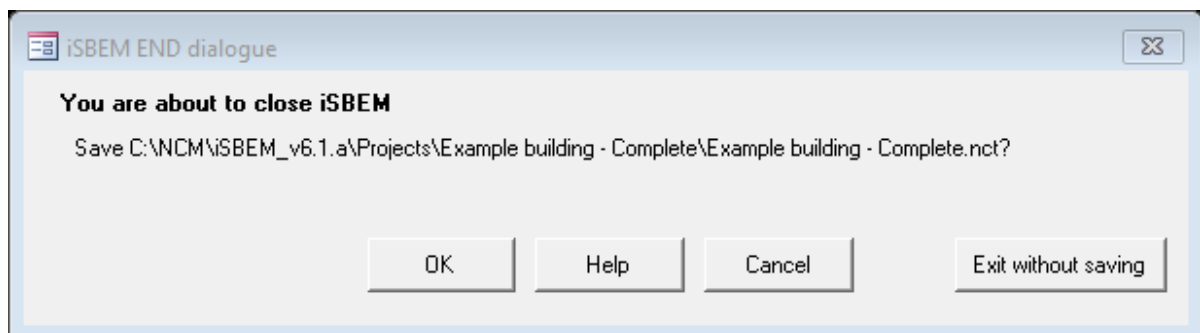 iSBEM END dialogue
You are about to close iSBEM
Save C:\NCM\iSBEM_v6.1.a\Projects\Example building - Complete\Example building - Complete.nct?
OK Help Cancel Exit without saving